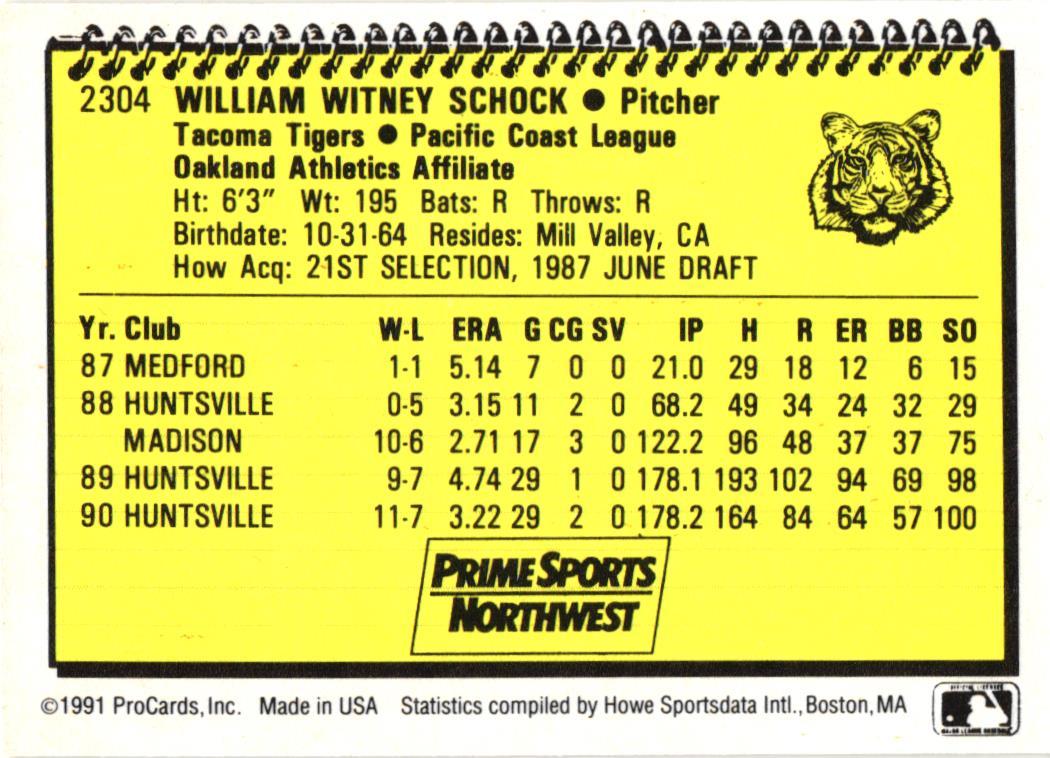 2304 WILLIAM WITNEY SCHOCK ● Pitcher
Tacoma Tigers ● Pacific Coast League
Oakland Athletics Affiliate
Ht: 6'3" Wt: 195 Bats: R Throws: R
Birthdate: 10-31-64 Resides: Mill Valley, CA
How Acq: 21ST SELECTION, 1987 JUNE DRAFT
Yr. Club W-L ERA G CG SV IP H R ER BB SO
87 MEDFORD 1-1 5.14 7 0 0 21.0 29 18 12 6 15
88 HUNTSVILLE 0-5 3.15 11 2 0 68.2 49 34 24 32 29
MADISON 10-6 2.71 17 3 0 122.2 96 48 37 37 75
89 HUNTSVILLE 9-7 4.74 29 1 0 178.1 193 102 94 69 98
90 HUNTSVILLE 11-7 3.22 29 2 0 178.2 164 84 64 57 100
PRIME SPORTS
NORTHWEST
©1991 ProCards, Inc. Made in USA Statistics compiled by Howe Sportsdata Intl., Boston, MA